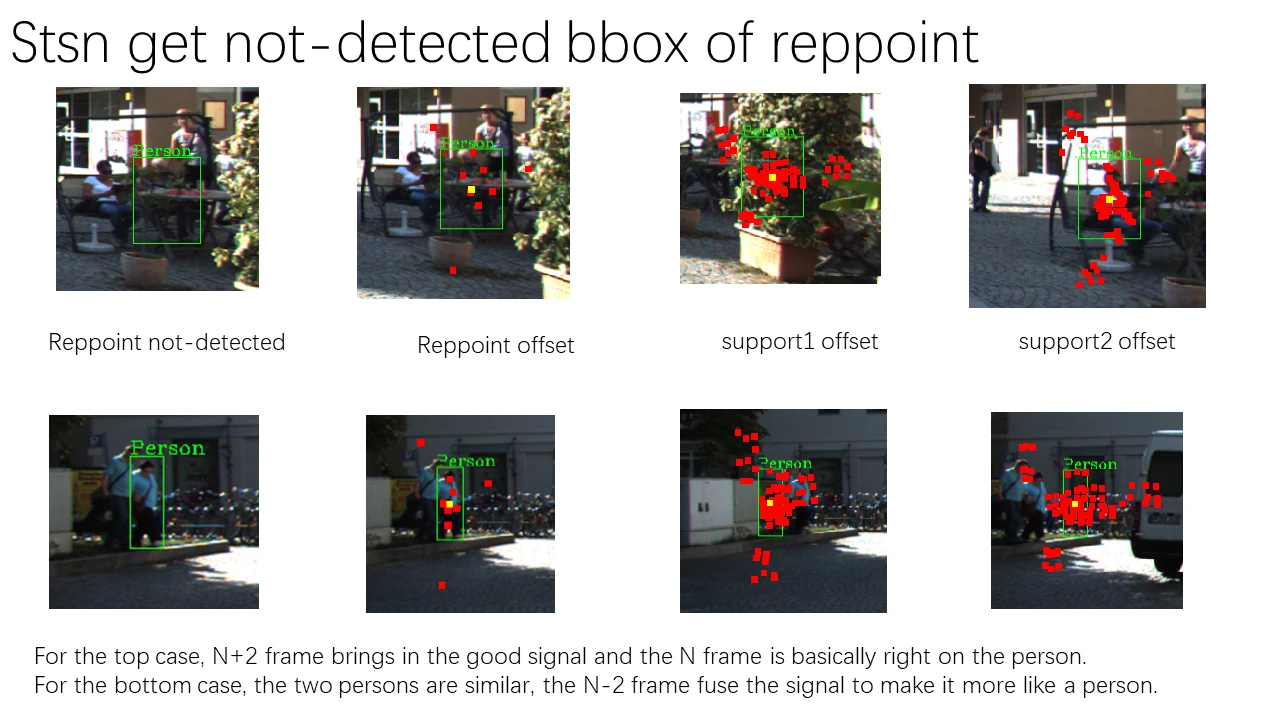 Stsn get not-detected bbox of reppoint
Person
Person
Person
Person
Reppoint not-detected
Reppoint offset
support1 offset
support2 offset
Person
Person
Person
Person
For the top case, N+2 frame brings in the good signal and the N frame is basically right on the person.
For the bottom case, the two persons are similar, the N-2 frame fuse the signal to make it more like a person.